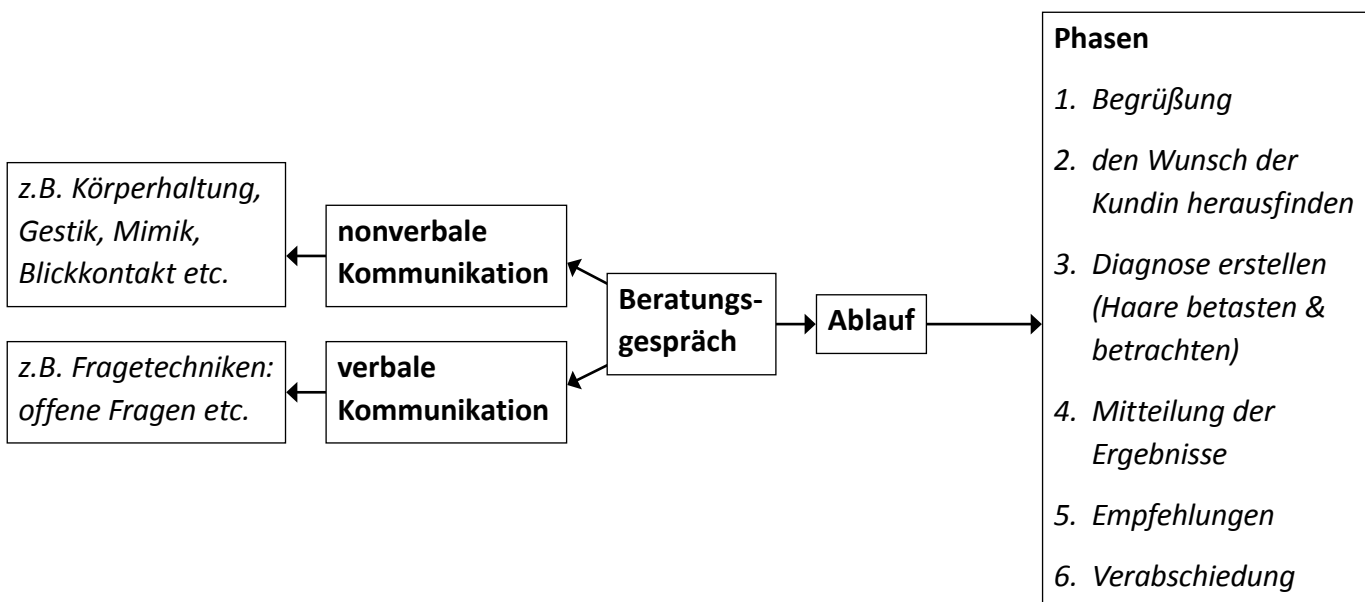 z.B. Körperhaltung,
Gestik, Mimik,
Blickkontakt etc.
nonverbale
Kommunikation
z.B. Fragetechniken:
offene Fragen etc.
verbale
Kommunikation
Beratungs-
gespräch
Ablauf
Phasen
1. Begrüßung
2. den Wunsch der
Kundin herausfinden
3. Diagnose erstellen
(Haare betasten &
betrachten)
4. Mitteilung der
Ergebnisse
5. Empfehlungen
6. Verabschiedung